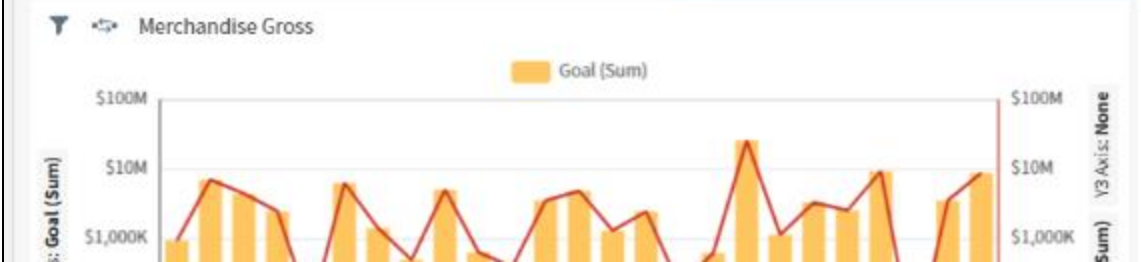 Merchandise Gross
Goal (Sum)
$100M
$10M
$1,000K
s: Goal (Sum)
$100M
$10M
$1,000K
Y3 Axis: None
Sum)